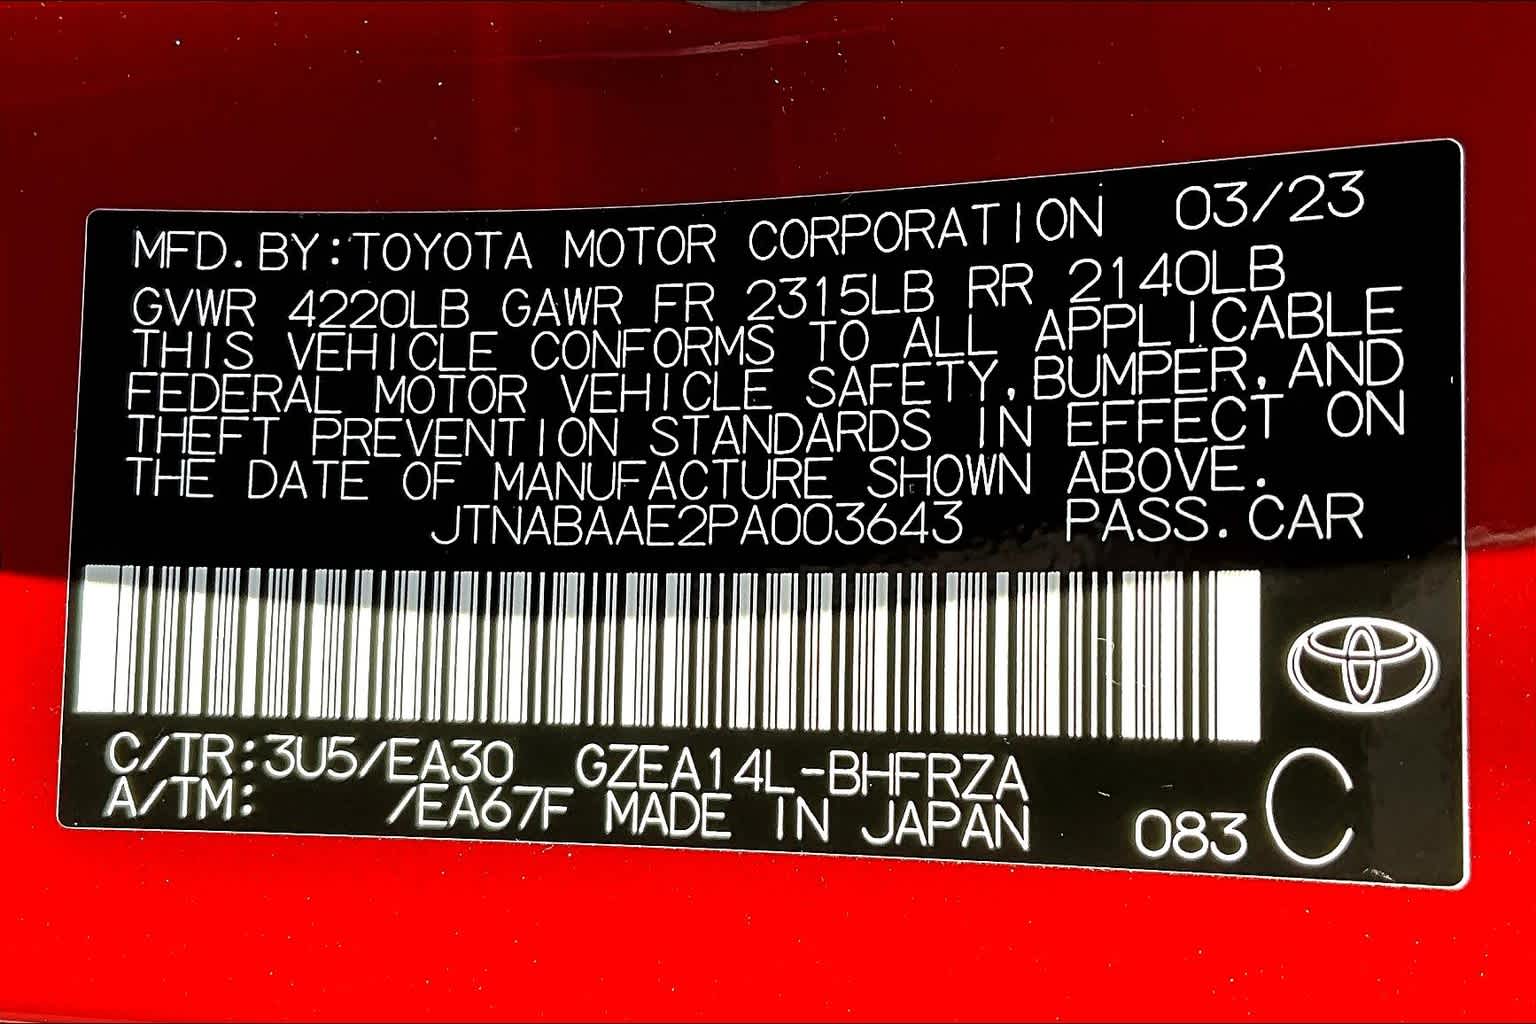 MFD.BY:TOYOTA MOTOR CORPORATION 03/23
GVWR 4220LB GAWR FR 2315LB RR 2140LB
THIS VEHICLE CONFORMS TO ALL APPLICABLE
FEDERAL MOTOR VEHICLE SAFETY,BUMPER,AND
THEFT PREVENTION STANDARDS IN EFFECT ON
THE DATE OF MANUFACTURE SHOWN ABOVE.
JTNABAAE2PA003643 PASS.CAR
C/TR:3U5/EA30 GZEA14L-BHFRZA
A/TM: /EA67F MADE IN JAPAN 083 C